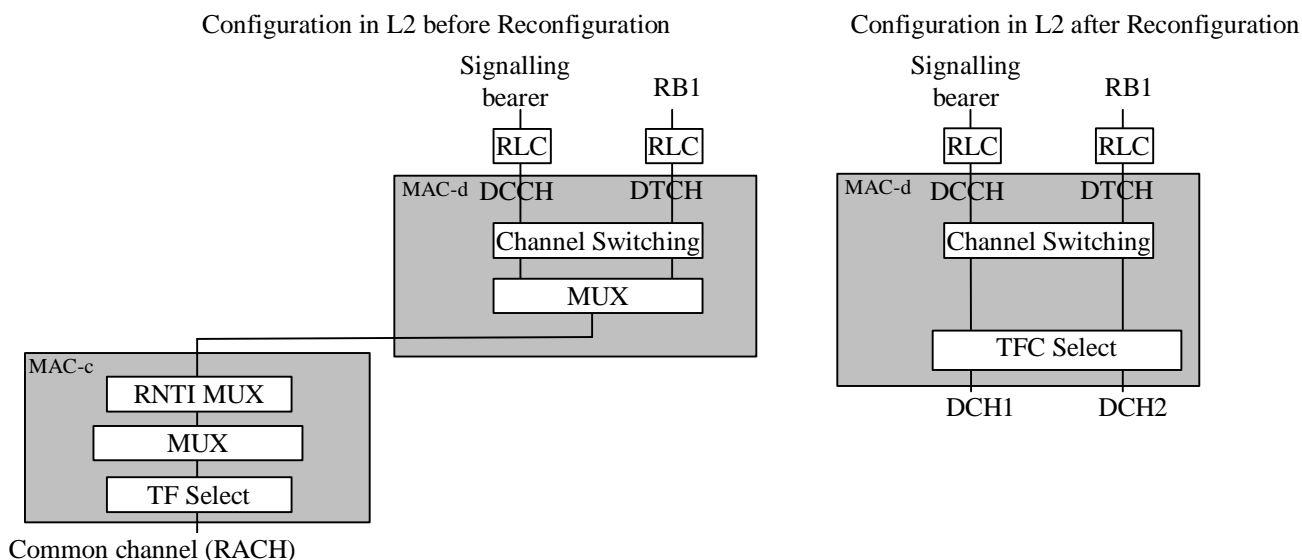 Configuration in L2 before Reconfiguration
Signalling
bearer
RB1
RLC
RLC
MAC-d
DCCH
DTCH
Channel Switching
MUX
MAC-c
RNTI MUX
MUX
TF Select
Common channel (RACH)
Configuration in L2 after Reconfiguration
Signalling
bearer
RB1
RLC
RLC
MAC-d
DCCH
DTCH
Channel Switching
TFC Select
DCH1
DCH2